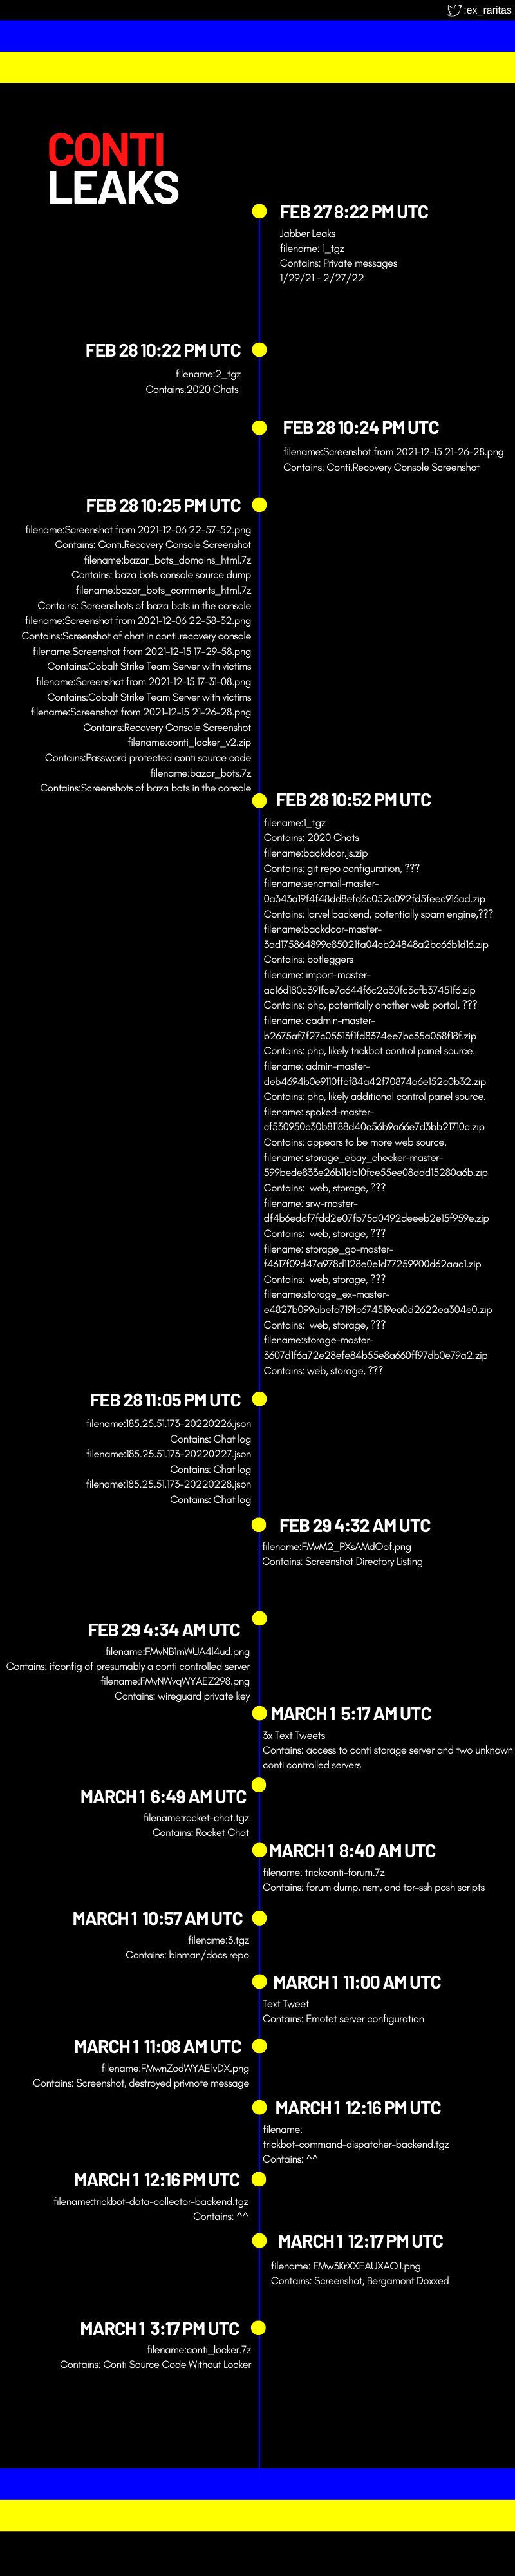 :ex_raritas
CONTI
LEAKS
FEB 27 8:22 PM UTC
Jabber Leaks
filename: 1_tgz
Contains: Private messages
1/29/21 - 2/27/22
FEB 28 10:22 PM UTC
filename:2_tgz
Contains:2020 Chats
FEB 28 10:24 PM UTC
filename:Screenshot from 2021-12-15 21-26-28.png
Contains: Conti.Recovery Console Screenshot
FEB 28 10:25 PM UTC
filename:Screenshot from 2021-12-06 22-57-52.png
Contains: Conti.Recovery Console Screenshot
filename:bazar_bots_domains_html.7z
Contains: baza bots console source dump
filename:bazar_bots_comments_html.7z
Contains: Screenshots of baza bots in the console
filename:Screenshot from 2021-12-06 22-58-32.png
Contains:Screenshot of chat in conti.recovery console
filename:Screenshot from 2021-12-15 17-29-58.png
Contains:Cobalt Strike Team Server with victims
filename:Screenshot from 2021-12-15 17-31-08.png
Contains:Cobalt Strike Team Server with victims
filename:Screenshot from 2021-12-15 21-26-28.png
Contains:Recovery Console Screenshot
filename:conti_locker_v2.zip
Contains:Password protected conti source code
filename:bazar_bots.7z
Contains:Screenshots of baza bots in the console
FEB 28 10:52 PM UTC
filename:1_tgz
Contains: 2020 Chats
filename:backdoor.js.zip
Contains: git repo configuration, ???
filename:sendmail-master-
0a343a19f4f48dd8efd6c052c092fd5feec916ad.zip
Contains: larvel backend, potentially spam engine,???
filename:backdoor-master-
3ad175864899c85021fa04cb24848a2bc66b1d16.zip
Contains: botleggers
filename: import-master-
ac16d180c391fce7a644f6c2a30fc3cfb37451f6.zip
Contains: php, potentially another web portal, ???
filename: cadmin-master-
b2675af7f27c05513f1fd8374ee7bc35a058f18f.zip
Contains: php, likely trickbot control panel source.
filename: admin-master-
deb4694b0e9110ffcf84a42f70874a6e152c0b32.zip
Contains: php, likely additional control panel source.
filename: spoked-master-
cf530950c30b81188d40c56b9a66e7d3bb21710c.zip
Contains: appears to be more web source.
filename: storage_ebay_checker-master-
599bede833e26b11db10fce55ee08ddd15280a6b.zip
Contains:  web, storage, ???
filename: srw-master-
df4b6eddf7fdd2e07fb75d0492deeeb2e15f959e.zip
Contains:  web, storage, ???
filename: storage_go-master-
f4617f09d47a978d1128e0e1d77259900d62aac1.zip
Contains:  web, storage, ???
filename:storage_ex-master-
e4827b099abefd719fc674519ea0d2622ea304e0.zip
Contains:  web, storage, ???
filename:storage-master-
3607d1f6a72e28efe84b55e8a660ff97db0e79a2.zip
Contains: web, storage, ???
FEB 28 11:05 PM UTC
filename:185.25.51.173-20220226.json
Contains: Chat log
filename:185.25.51.173-20220227.json
Contains: Chat log
filename:185.25.51.173-20220228.json
Contains: Chat log
FEB 29 4:32 AM UTC
filename:FMvM2_PXsAMdOof.png
Contains: Screenshot Directory Listing
FEB 29 4:34 AM UTC
filename:FMvNB1mWUA4l4ud.png
Contains: ifconfig of presumably a conti controlled server
filename:FMvNWvqWYAEZ298.png
Contains: wireguard private key
MARCH 1 5:17 AM UTC
3x Text Tweets
Contains: access to conti storage server and two unknown
conti controlled servers
MARCH 1 6:49 AM UTC
filename:rocket-chat.tgz
Contains: Rocket Chat
MARCH 1 8:40 AM UTC
filename: trickconti-forum.7z
Contains: forum dump, nsm, and tor-ssh posh scripts
MARCH 1 10:57 AM UTC
filename:3.tgz
Contains: binman/docs repo
MARCH 1 11:00 AM UTC
Text Tweet
Contains: Emotet server configuration
MARCH 1 11:08 AM UTC
filename:FMwnZodWYAE1vDX.png
Contains: Screenshot, destroyed privnote message
MARCH 1 12:16 PM UTC
filename:
trickbot-command-dispatcher-backend.tgz
Contains: ^^
MARCH 1 12:16 PM UTC
filename:trickbot-data-collector-backend.tgz
Contains: ^^
MARCH 1 12:17 PM UTC
filename: FMw3KrXXEAUXAQJ.png
Contains: Screenshot, Bergamont Doxxed
MARCH 1 3:17 PM UTC
filename:conti_locker.7z
Contains: Conti Source Code Without Locker